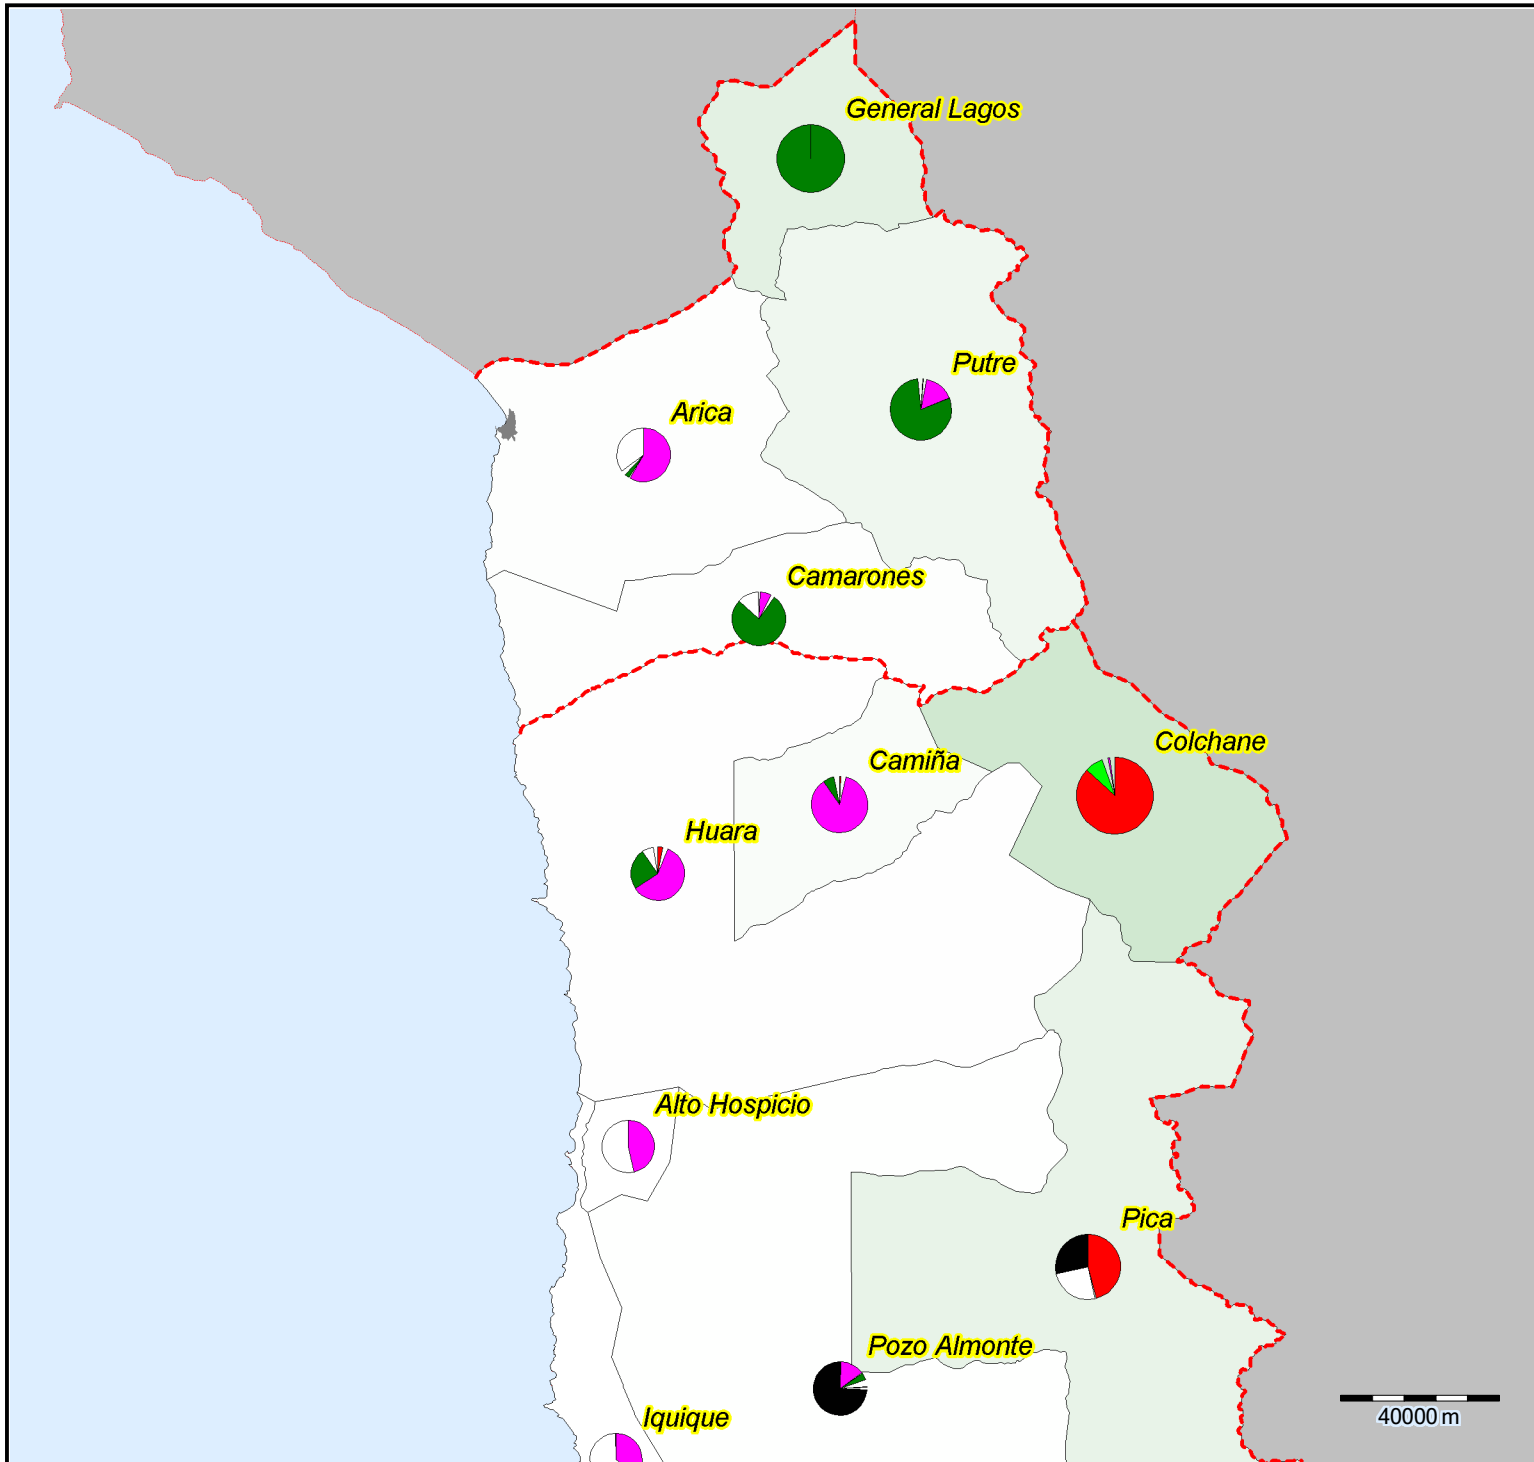 General Lagos
Putre
Arica
Camarones
Colchane
Camiña
Huara
Alto Hospicio
Pica
Pozo Almonte
Iquique
40000 m